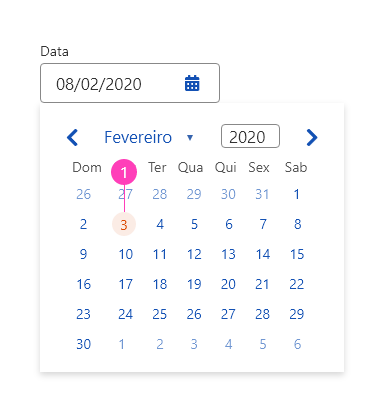 Data
08/02/2020
Fevereiro 2020
Dom 1 Ter Qua Qui Sex Sab
26 27 28 29 30 31 1
2 3 4 5 6 7 8
9 10 11 12 13 14 15
16 17 18 19 20 21 22
23 24 25 26 27 28 29
30 1 2 3 4 5 6